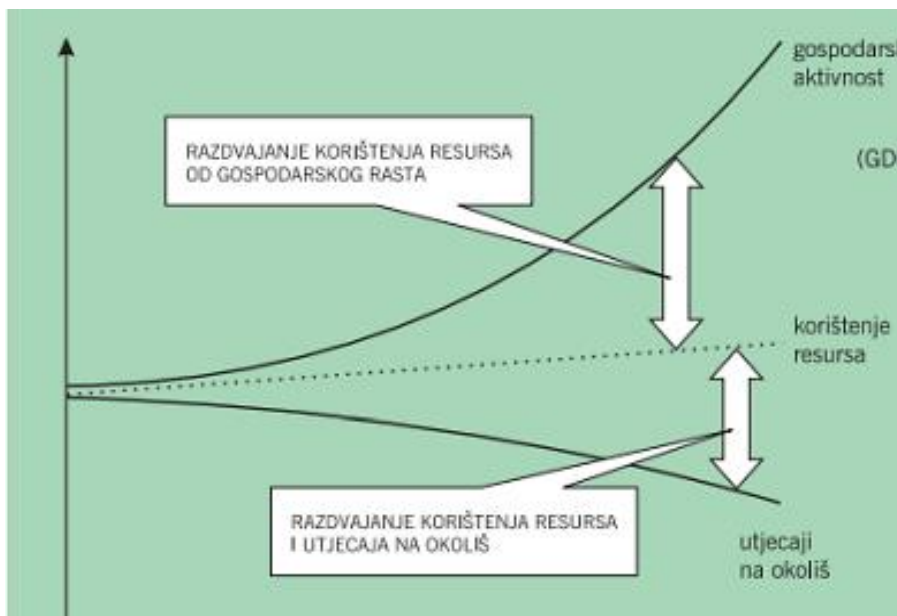 gospodarsk
aktivnost
(GD
RAZDVAJANJE KORIŠTENJA RESURSA
OD GOSPODARSKOG RASTA
korištenje
resursa
RAZDVAJANJE KORIŠTENJA RESURSA
I UTJECAJA NA OKOLIŠ
utjecaji
na okoliš